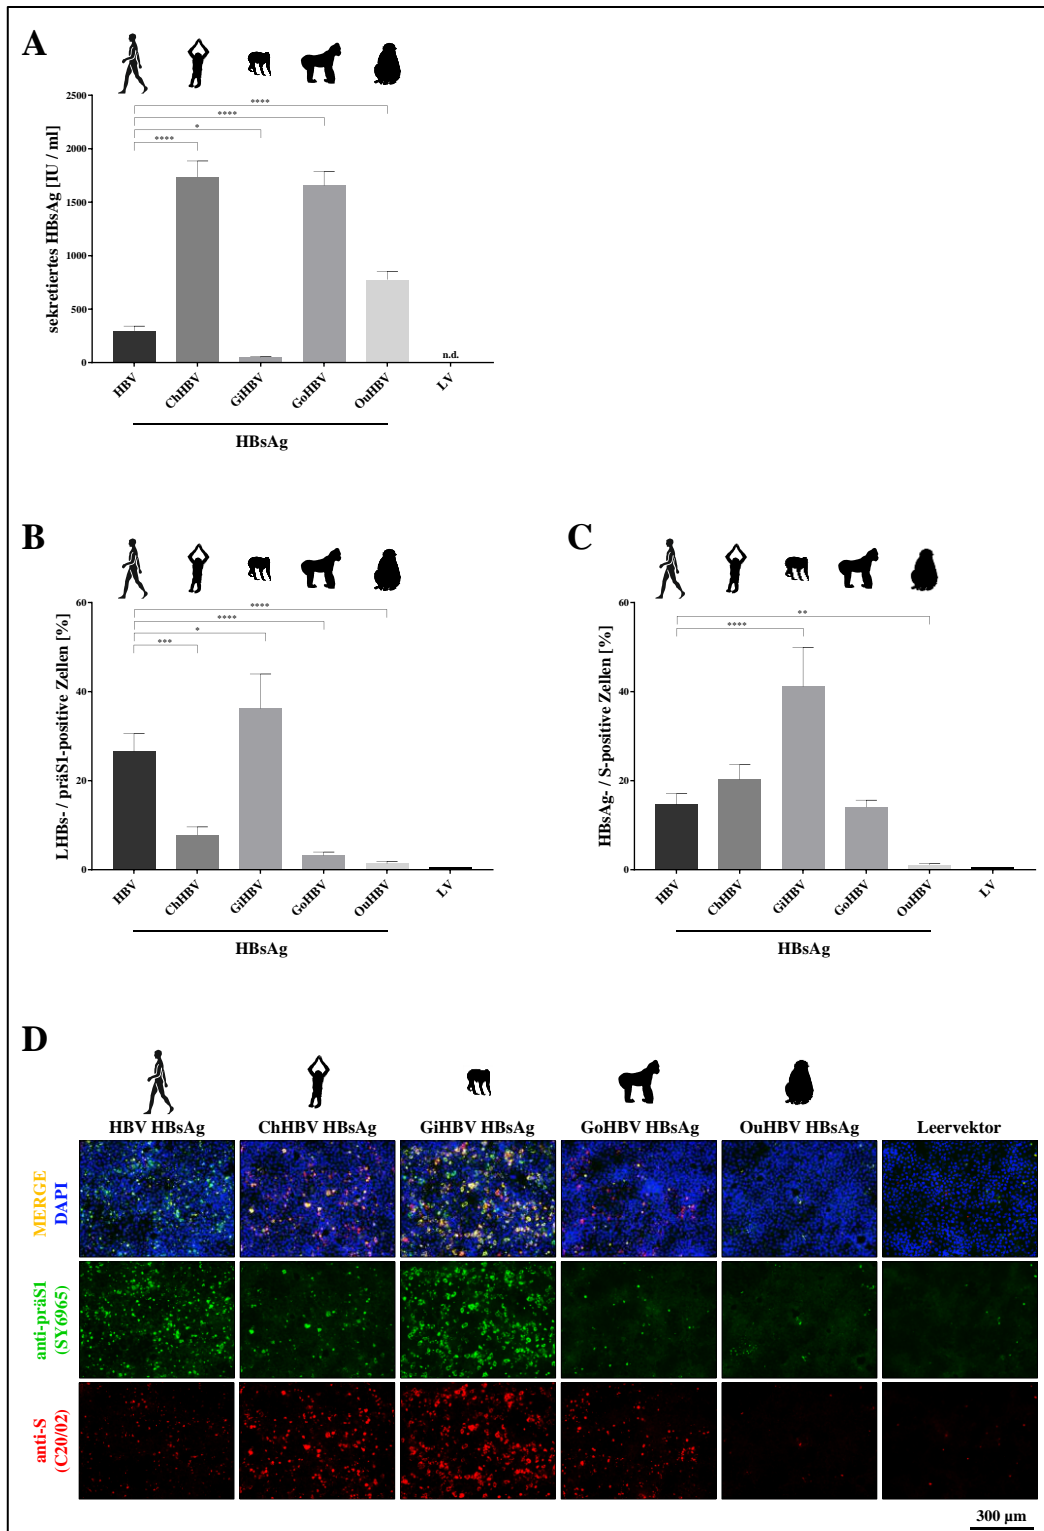 A
sekretiertes HBsAg [IU / ml]
2500
2000
1500
1000
500
0
****
****
*
****
n.d.
HBV
ChHBV
GiHBV
GoHBV
OuHBV
LV
HBsAg
B
LHBs- / präS1-positive Zellen [%]
60
40
20
0
****
****
*
***
HBV
ChHBV
GiHBV
GoHBV
OuHBV
LV
HBsAg
C
HBsAg- / S-positive Zellen [%]
60
40
20
0
**
****
HBV
ChHBV
GiHBV
GoHBV
OuHBV
LV
HBsAg
D
HBV HBsAg
ChHBV HBsAg
GiHBV HBsAg
GoHBV HBsAg
OuHBV HBsAg
Leervektor
MERGE
DAPI
anti-präS1
(SY6965)
anti-S
(C20/02)
300 µm